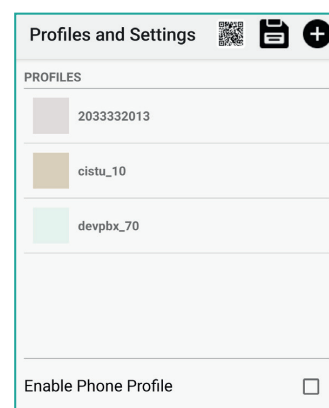 Profiles and Settings
PROFILES
2033332013
cistu_10
devpbx_70
Enable Phone Profile